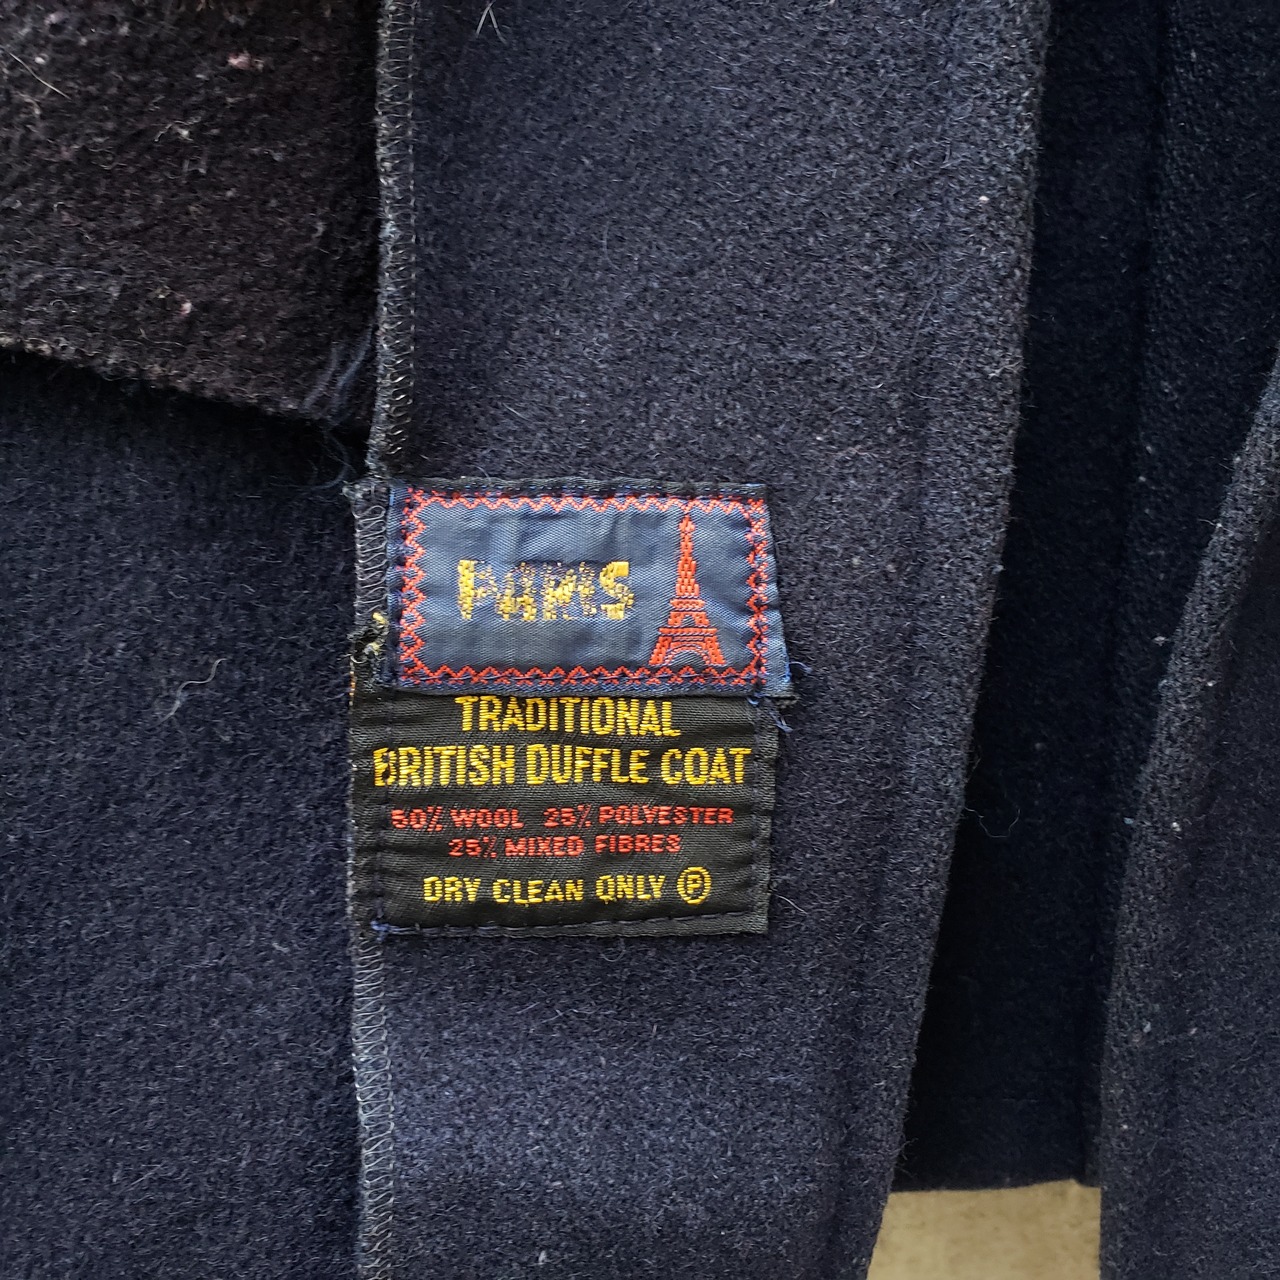 PARIS
TRADITIONAL
BRITISH DUFFLE COAT
50% WOOL 25% POLYESTER
25% MIXED FIBRES
DRY CLEAN ONLY Ⓟ